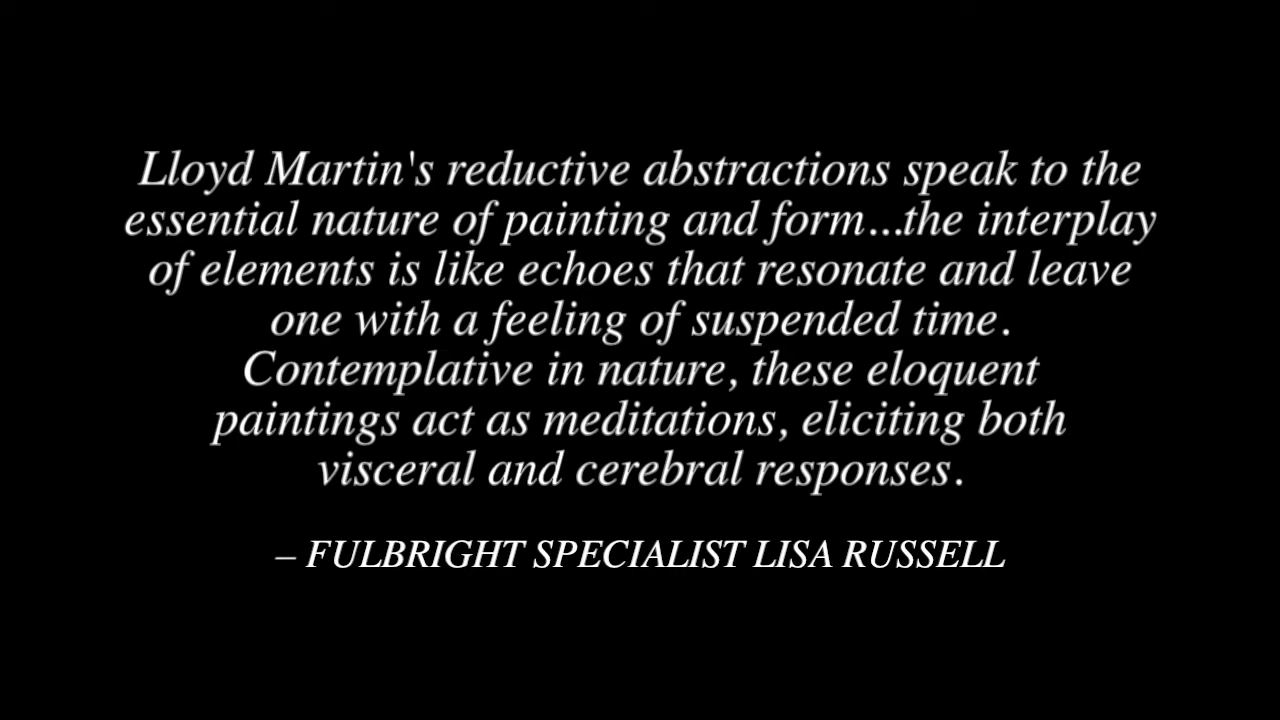 Lloyd Martin's reductive abstractions speak to the
essential nature of painting and form...the interplay
of elements is like echoes that resonate and leave
one with a feeling of suspended time.
Contemplative in nature, these eloquent
paintings act as meditations, eliciting both
visceral and cerebral responses.
– FULBRIGHT SPECIALIST LISA RUSSELL